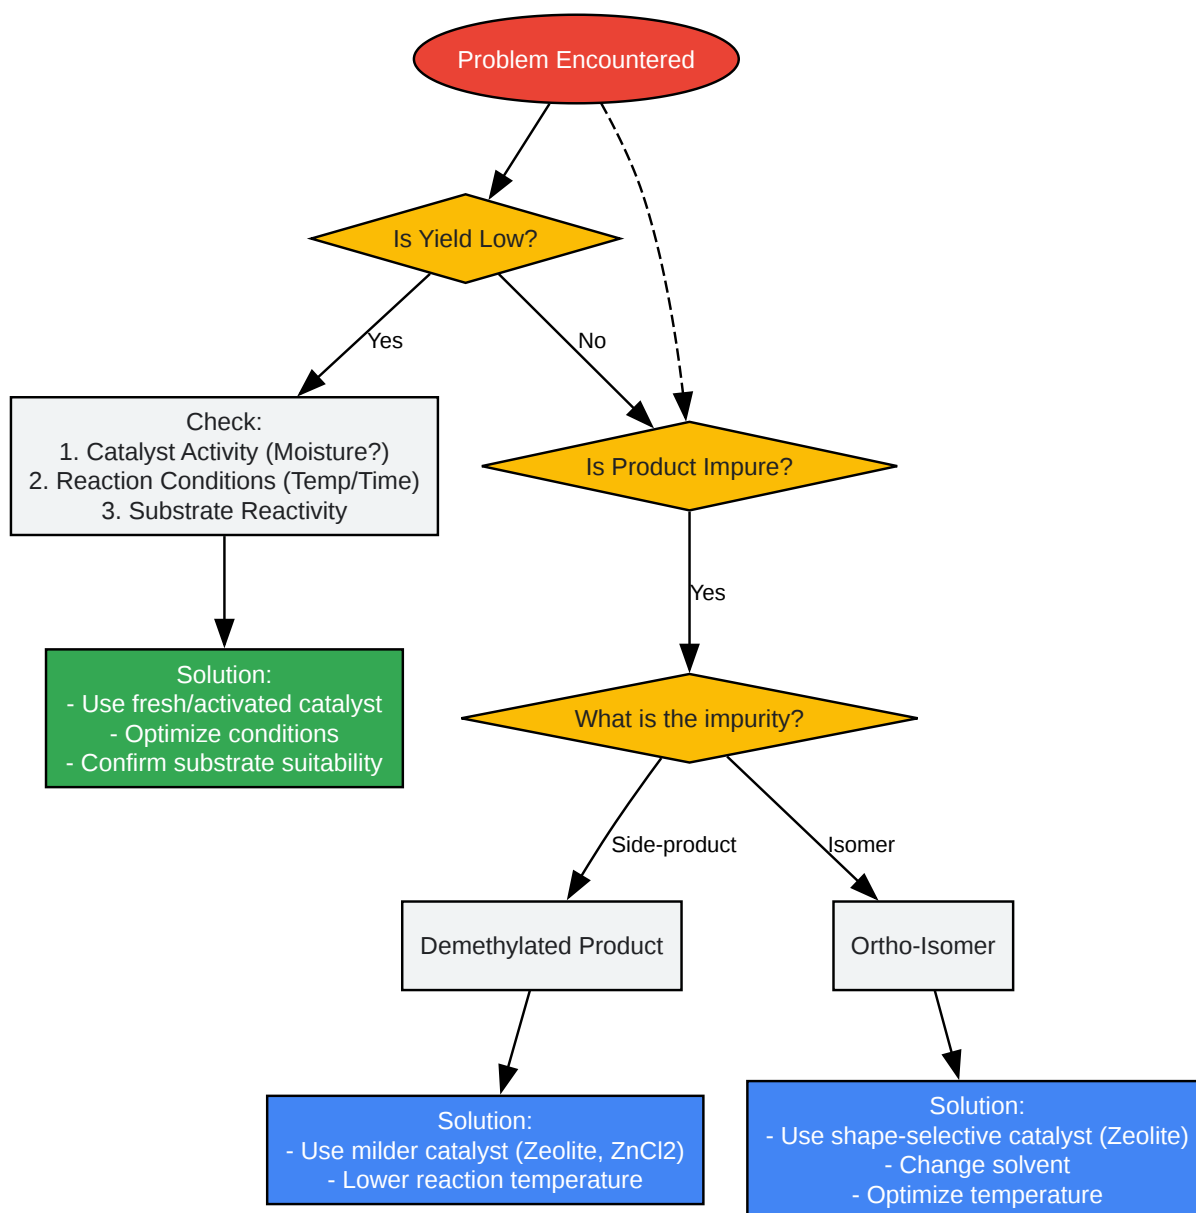 Problem Encountered
Is Yield Low?
Yes
No
Check:
1. Catalyst Activity (Moisture?)
2. Reaction Conditions (Temp/Time)
3. Substrate Reactivity
Is Product Impure?
Yes
Solution:
- Use fresh/activated catalyst
- Optimize conditions
- Confirm substrate suitability
What is the impurity?
Side-product
Isomer
Demethylated Product
Ortho-Isomer
Solution:
- Use milder catalyst (Zeolite, ZnCl2)
- Lower reaction temperature
Solution:
- Use shape-selective catalyst (Zeolite)
- Change solvent
- Optimize temperature